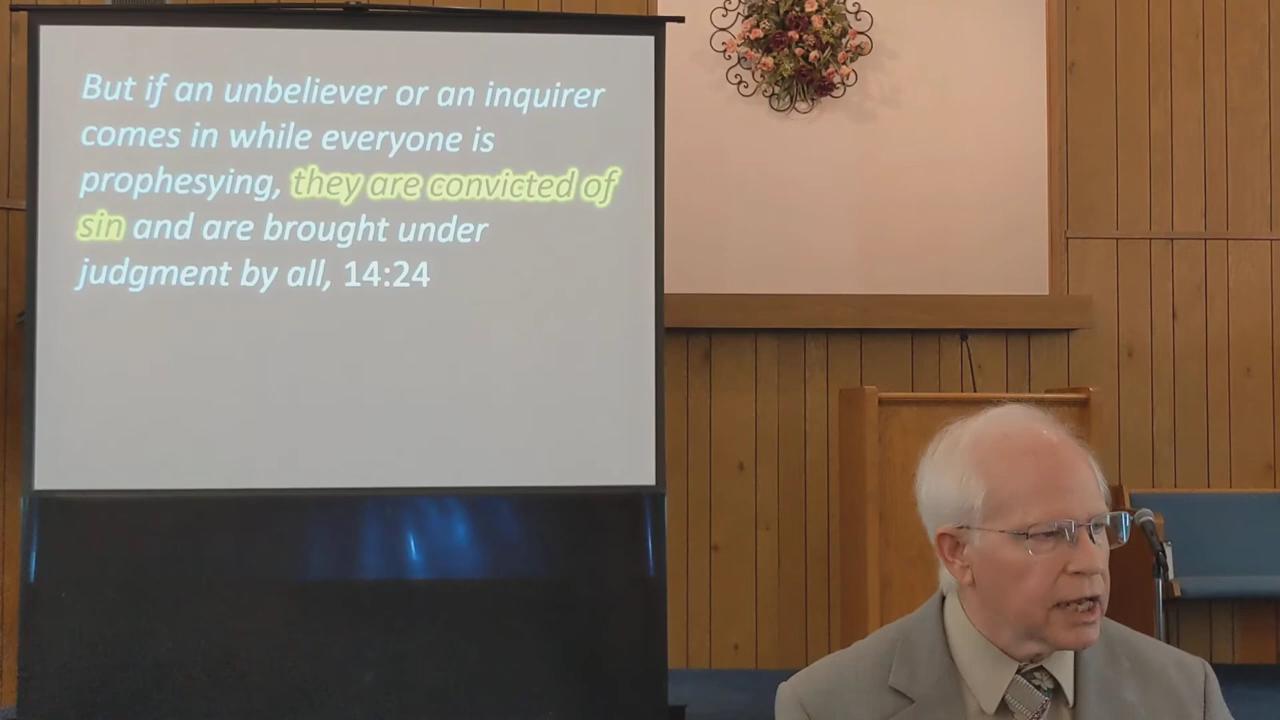 But if an unbeliever or an inquirer
comes in while everyone is
prophesying, they are convicted of
sin and are brought under
judgment by all, 14:24